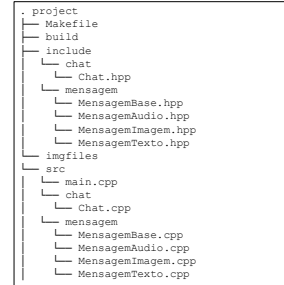 . project
├── Makefile
├── build
├── include
│   └── chat
│       └── Chat.hpp
│   └── mensagem
│       └── MensagemBase.hpp
│       └── MensagemAudio.hpp
│       └── MensagemImagem.hpp
│       └── MensagemTexto.hpp
└── imgfiles
└── src
│   └── main.cpp
│   └── chat
│       └── Chat.cpp
│   └── mensagem
│       └── MensagemBase.cpp
│       └── MensagemAudio.cpp
│       └── MensagemImagem.cpp
│       └── MensagemTexto.cpp